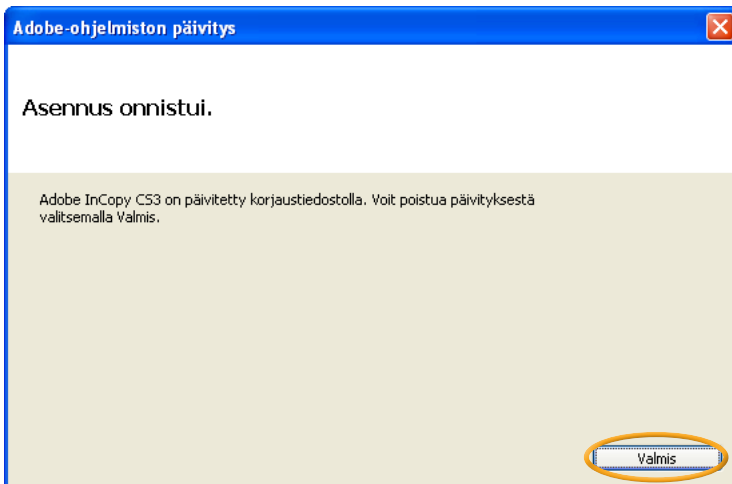 Adobe-ohjelmiston päivitys
Asennus onnistui.
Adobe InCopy CS3 on päivitetty korjaustiedostolla. Voit poistua päivityksestä
valitsemalla Valmis.
Valmis